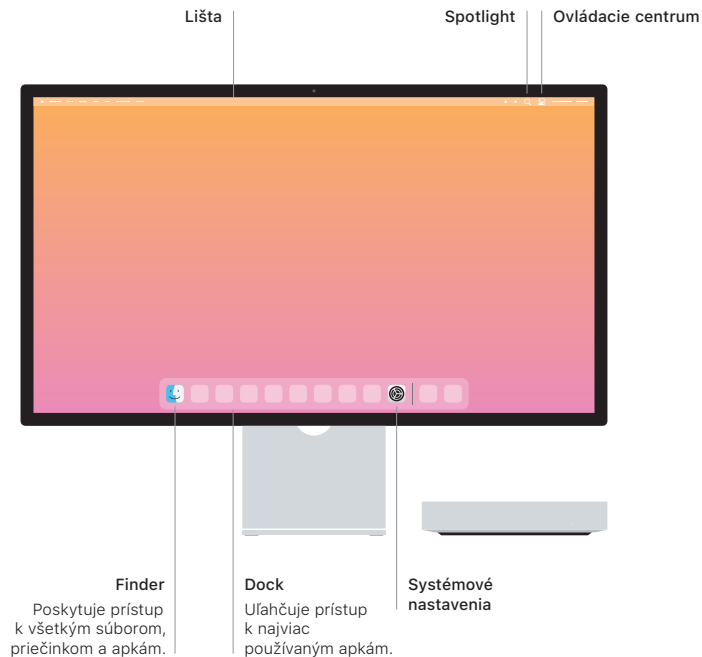 Lišta
Spotlight
Ovládacie centrum
Finder
Poskytuje prístup
k všetkým súborom,
priečinkom a apkám.
Dock
Uľahčuje prístup
k najviac
používaným apkám.
Systémové
nastavenia